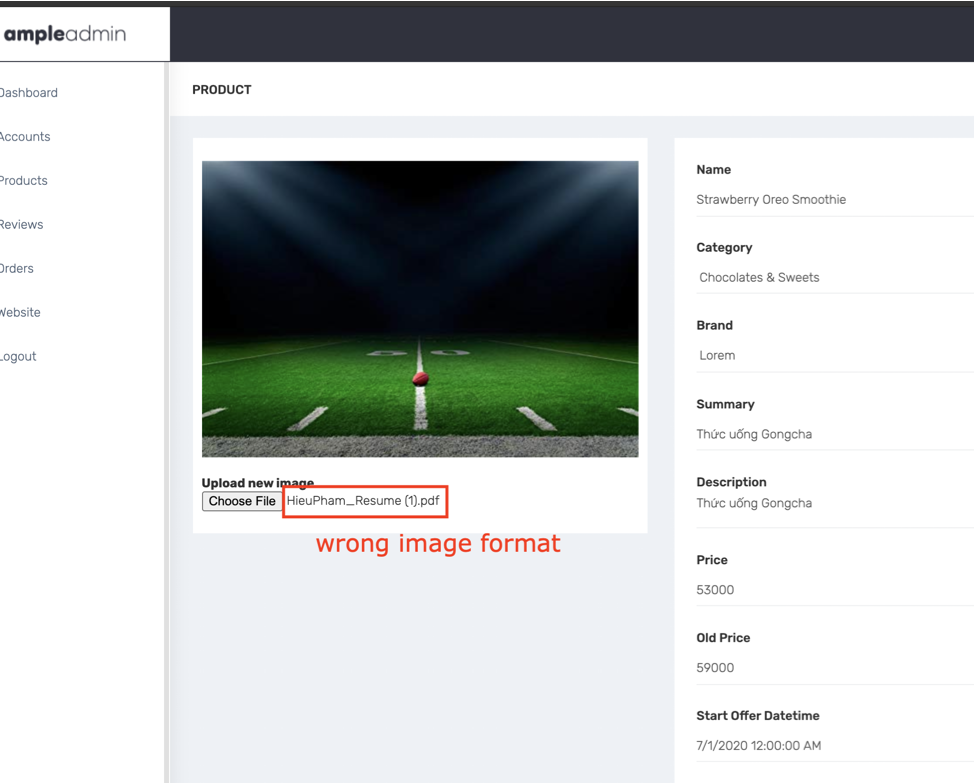 ampleadmin
Dashboard
Accounts
Products
Reviews
Orders
Website
Logout
PRODUCT
Upload new image
Choose File HieuPham_Resume (1).pdf
wrong image format
Name
Strawberry Oreo Smoothie
Category
Chocolates & Sweets
Brand
Lorem
Summary
Thức uống Gongcha
Description
Thức uống Gongcha
Price
53000
Old Price
59000
Start Offer Datetime
7/1/2020 12:00:00 AM